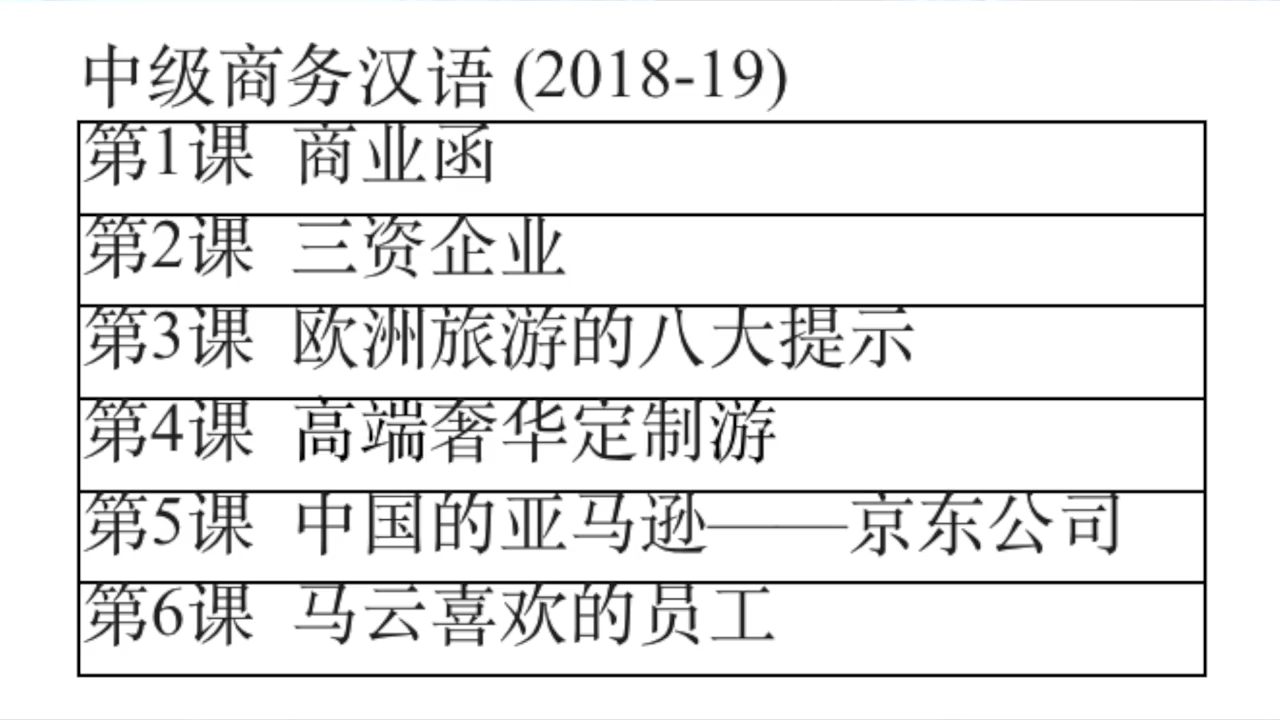 中级商务汉语 (2018-19)
第1课 商业函
第2课 三资企业
第3课 欧洲旅游的八大提示
第4课 高端奢华定制游
第5课 中国的亚马逊——京东公司
第6课 马云喜欢的员工